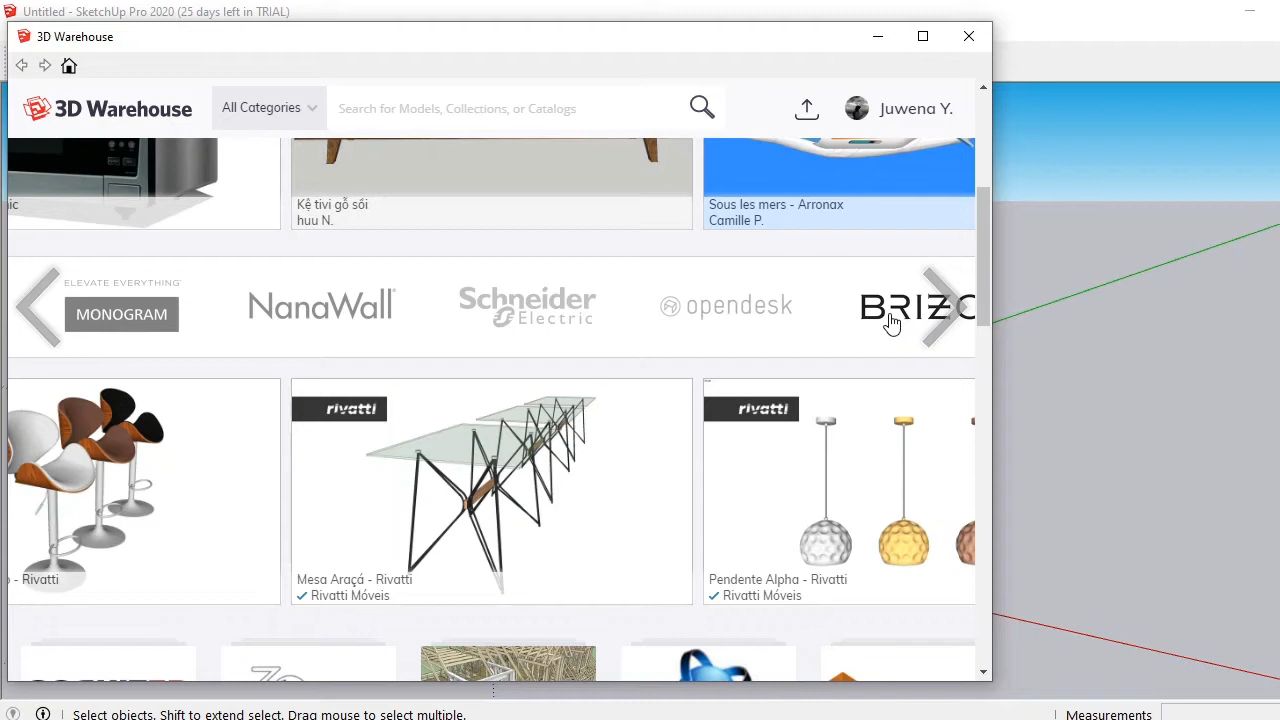 Untitled - SketchUp Pro 2020 (25 days left in TRIAL)
3D Warehouse
3D Warehouse
All Categories
Search for Models, Collections, or Catalogs
Juwena Y.
ic
Kệ tivi gỗ sồi
huu N.
Sous les mers - Arronax
Camille P.
ELEVATE EVERYTHING
MONOGRAM
NanaWall
Schneider
Electric
opendesk
BRIZO
rivatti
rivatti
o - Rivatti
Mesa Araçá - Rivatti
Rivatti Móveis
Pendente Alpha - Rivatti
Rivatti Móveis
Select objects. Shift to extend select. Drag mouse to select multiple.
Measurements